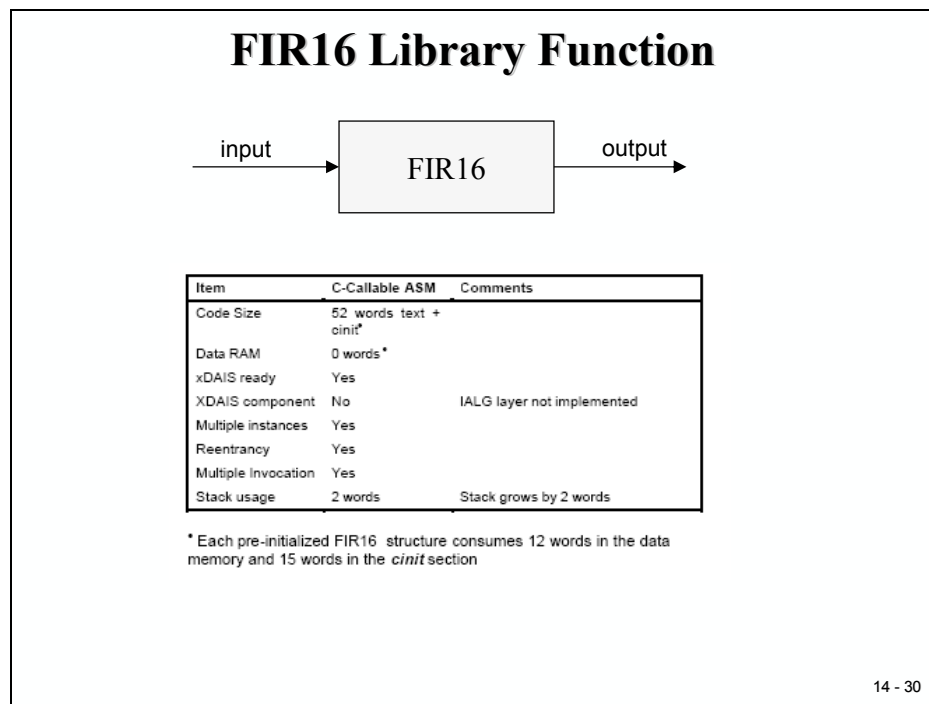 FIR16 Library Function
input
FIR16
output
Item C-Callable ASM Comments
Code Size 52 words text +
cinit•
Data RAM 0 words•
xDAIS ready Yes
XDAIS component No IALG layer not implemented
Multiple instances Yes
Reentrancy Yes
Multiple Invocation Yes
Stack usage 2 words Stack grows by 2 words
• Each pre-initialized FIR16 structure consumes 12 words in the data
memory and 15 words in the cinit section
14 - 30